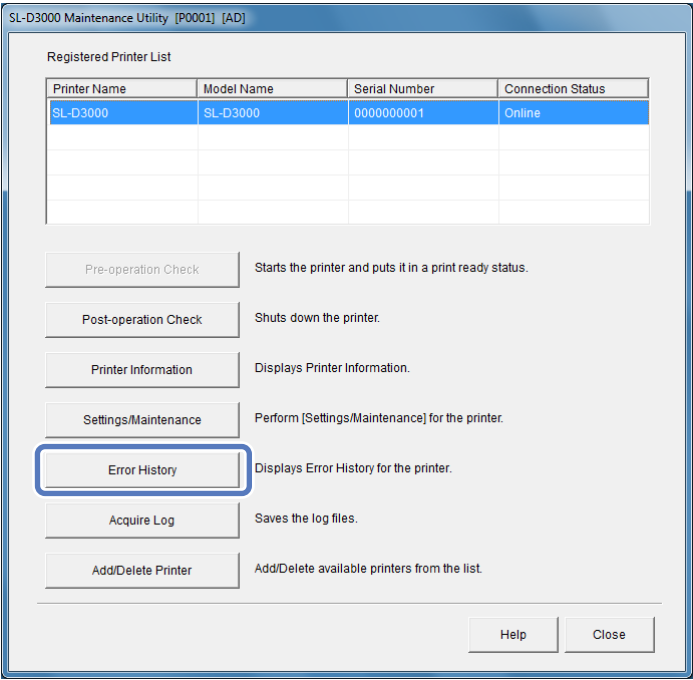 SL-D3000 Maintenance Utility [P0001] [AD]
Registered Printer List
Printer Name Model Name Serial Number Connection Status
SL-D3000 SL-D3000 0000000001 Online
Pre-operation Check Starts the printer and puts it in a print ready status.
Post-operation Check Shuts down the printer.
Printer Information Displays Printer Information.
Settings/Maintenance Perform [Settings/Maintenance] for the printer.
Error History Displays Error History for the printer.
Acquire Log Saves the log files.
Add/Delete Printer Add/Delete available printers from the list.
Help Close